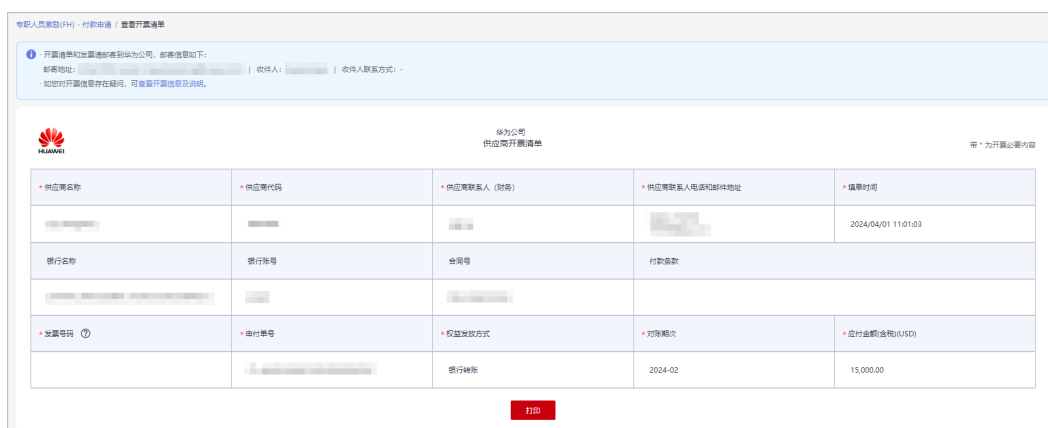 专职人员激励(FH) - 付款申请 / 查看开票清单
· 开票清单和发票请邮寄到华为公司，邮寄信息如下：
邮寄地址： | 收件人： | 收件人联系方式：-
· 如您对开票信息存在疑问，可查看开票信息及说明。
HUAWEI
华为公司
供应商开票清单
带 * 为开票必要内容
* 供应商名称 * 供应商代码 * 供应商联系人（财务） * 供应商联系人电话和邮件地址 * 填单时间
2024/04/01 11:01:03
银行名称 银行账号 合同号 付款条款
* 发票号码 ? * 申付单号 * 权益发放方式 * 对账期次 * 应付金额(含税)(USD)
银行转账 2024-02 15,000.00
打印